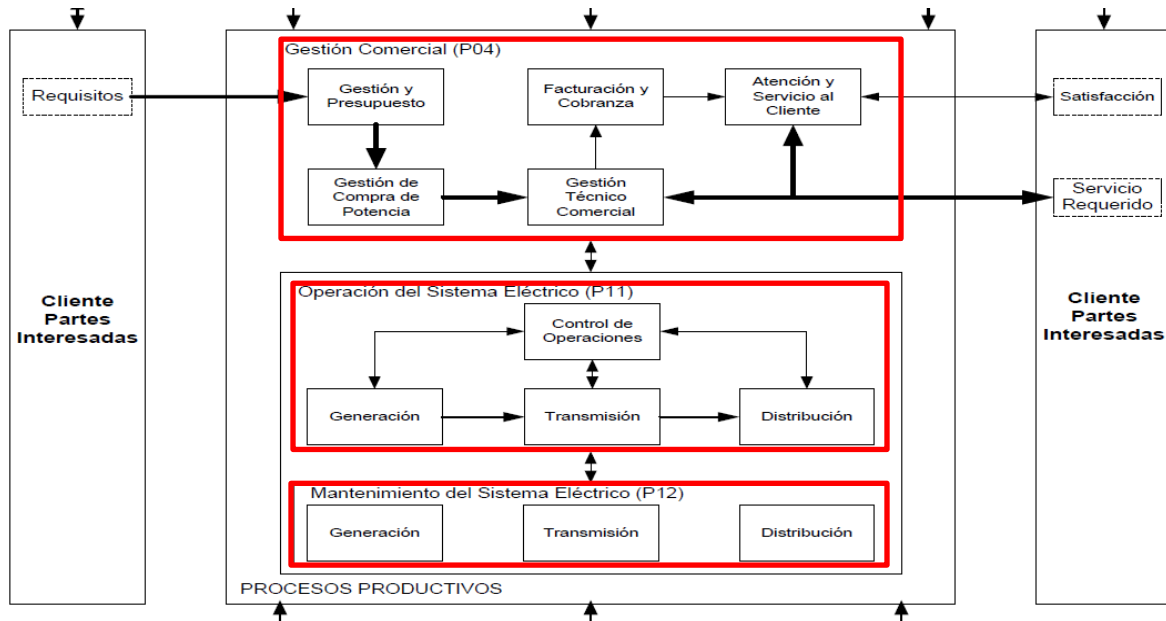 Gestión Comercial (P04)
Requisitos
Gestión y
Presupuesto
Facturación y
Cobranza
Atención y
Servicio al
Cliente
Satisfacción
Gestión de
Compra de
Potencia
Gestión
Técnico
Comercial
Servicio
Requerido
Cliente
Partes
Interesadas
Operación del Sistema Eléctrico (P11)
Control de
Operaciones
Generación
Transmisión
Distribución
Cliente
Partes
Interesadas
Mantenimiento del Sistema Eléctrico (P12)
Generación
Transmisión
Distribución
PROCESOS PRODUCTIVOS